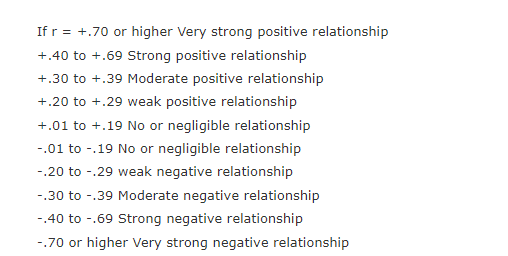 If r = +.70 or higher Very strong positive relationship
+.40 to +.69 Strong positive relationship
+.30 to +.39 Moderate positive relationship
+.20 to +.29 weak positive relationship
+.01 to +.19 No or negligible relationship
-.01 to -.19 No or negligible relationship
-.20 to -.29 weak negative relationship
-.30 to -.39 Moderate negative relationship
-.40 to -.69 Strong negative relationship
-.70 or higher Very strong negative relationship